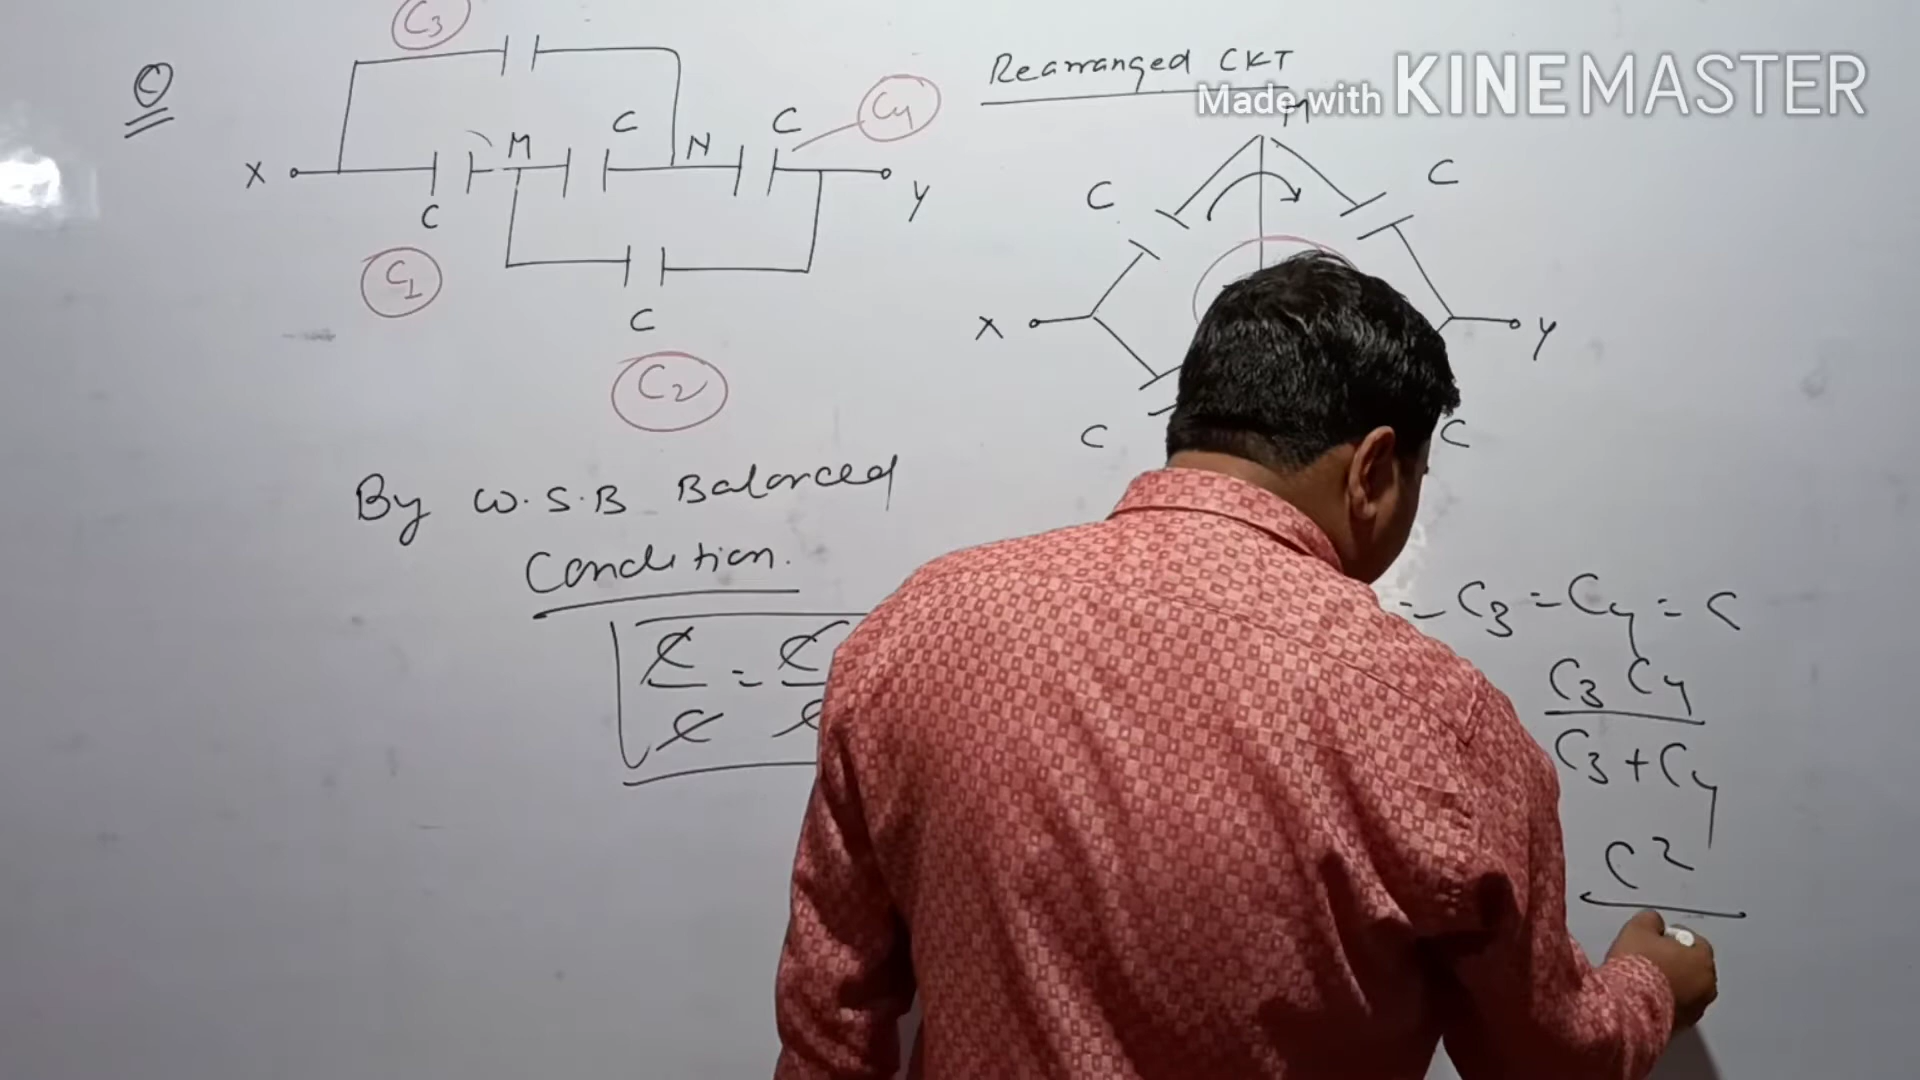 C3
Rearranged CKT
Made with KINEMASTER
M
C
M
C
N
C
C4
C
C
X
Y
C
C1
X
Y
C
C2
C
C
By W.S.B Balanced
Condition.
= C3 = C4 = C
C = C
C
C3 C4
C3 + C4
C2